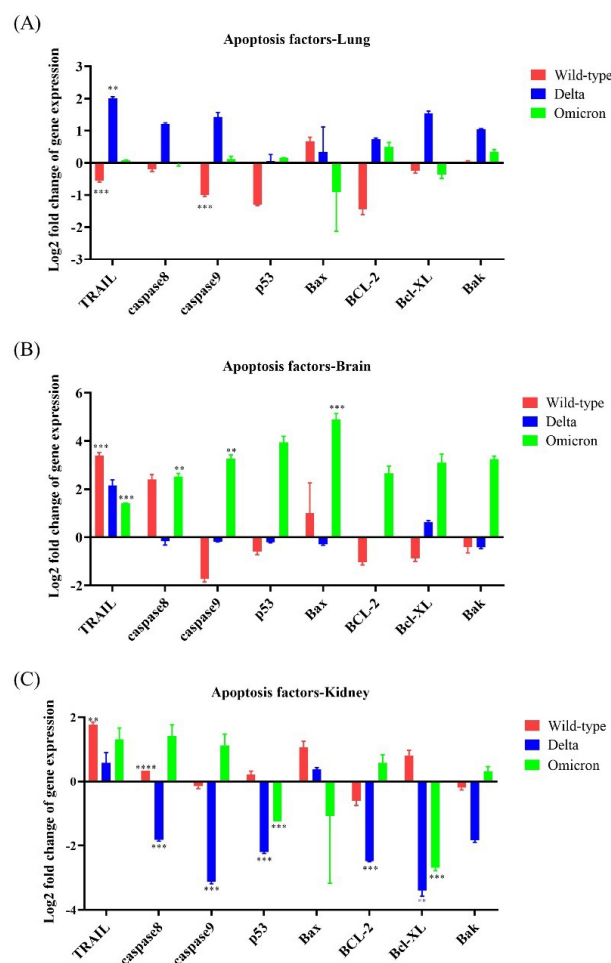 (A)
Apoptosis factors-Lung
Log2 fold change of gene expression
3
2
1
0
-1
-2
-3
**
***
***
TRAIL
caspase8
caspase9
p53
Bax
BCL-2
Bcl-XL
Bak
Wild-type
Delta
Omicron
(B)
Apoptosis factors-Brain
Log2 fold change of gene expression
6
4
2
0
-2
***
***
**
**
***
TRAIL
caspase8
caspase9
p53
Bax
BCL-2
Bcl-XL
Bak
Wild-type
Delta
Omicron
(C)
Apoptosis factors-Kidney
Log2 fold change of gene expression
2
0
-2
-4
**
****
***
***
***
***
***
**
***
TRAIL
caspase8
caspase9
p53
Bax
BCL-2
Bcl-XL
Bak
Wild-type
Delta
Omicron